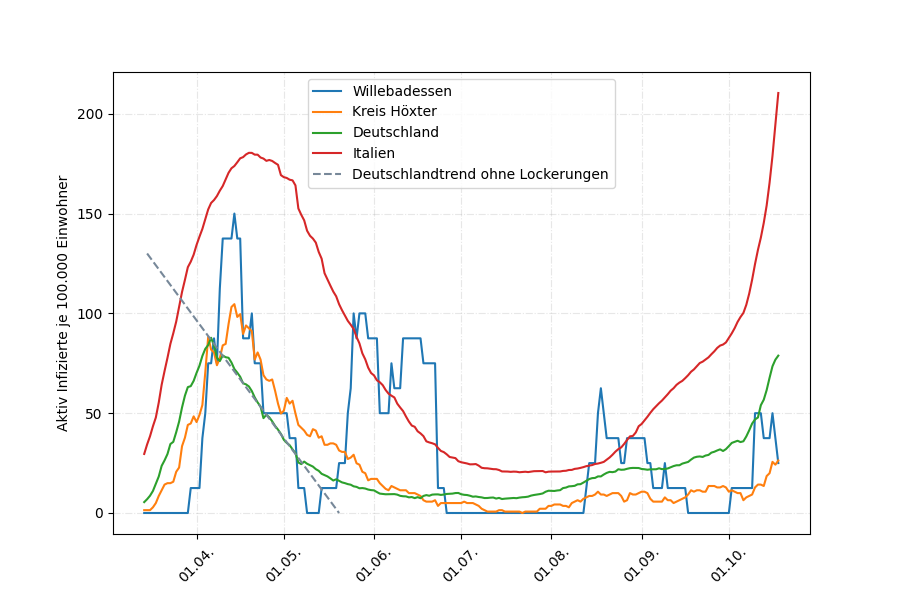 Willebadessen
Kreis Höxter
Deutschland
Italien
Deutschlandtrend ohne Lockerungen
Aktiv Infizierte je 100.000 Einwohner
200
150
100
50
0
01.04.
01.05.
01.06.
01.07.
01.08.
01.09.
01.10.